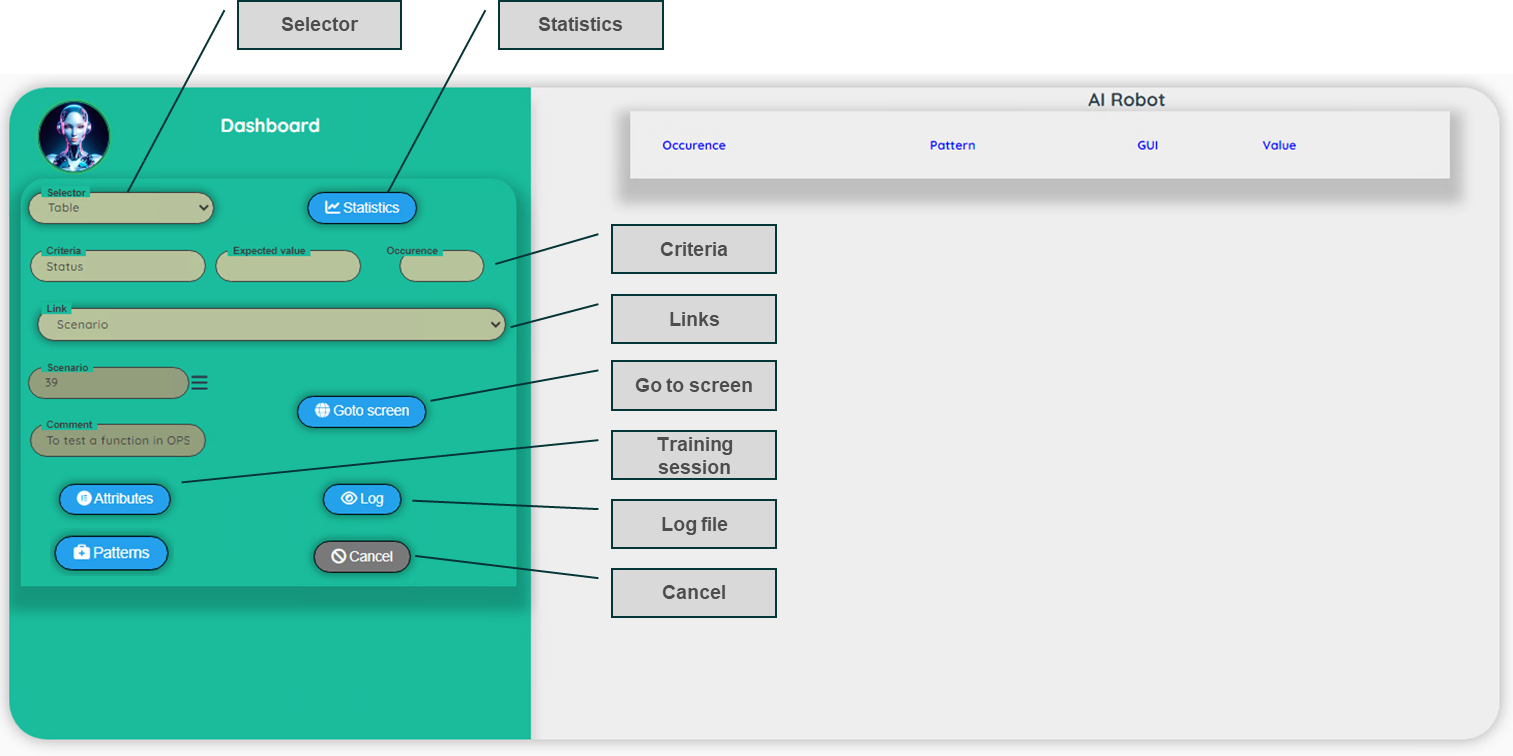 Selector
Statistics
AI Robot
Dashboard
Occurence
Pattern
GUI
Value
Selector
Table
Statistics
Criteria
Status
Expected value
Occurence
Criteria
Link
Scenario
Links
Scenario
39
Goto screen
Go to screen
Comment
To test a function in OPS
Training
session
Attributes
Log
Log file
Patterns
Cancel
Cancel